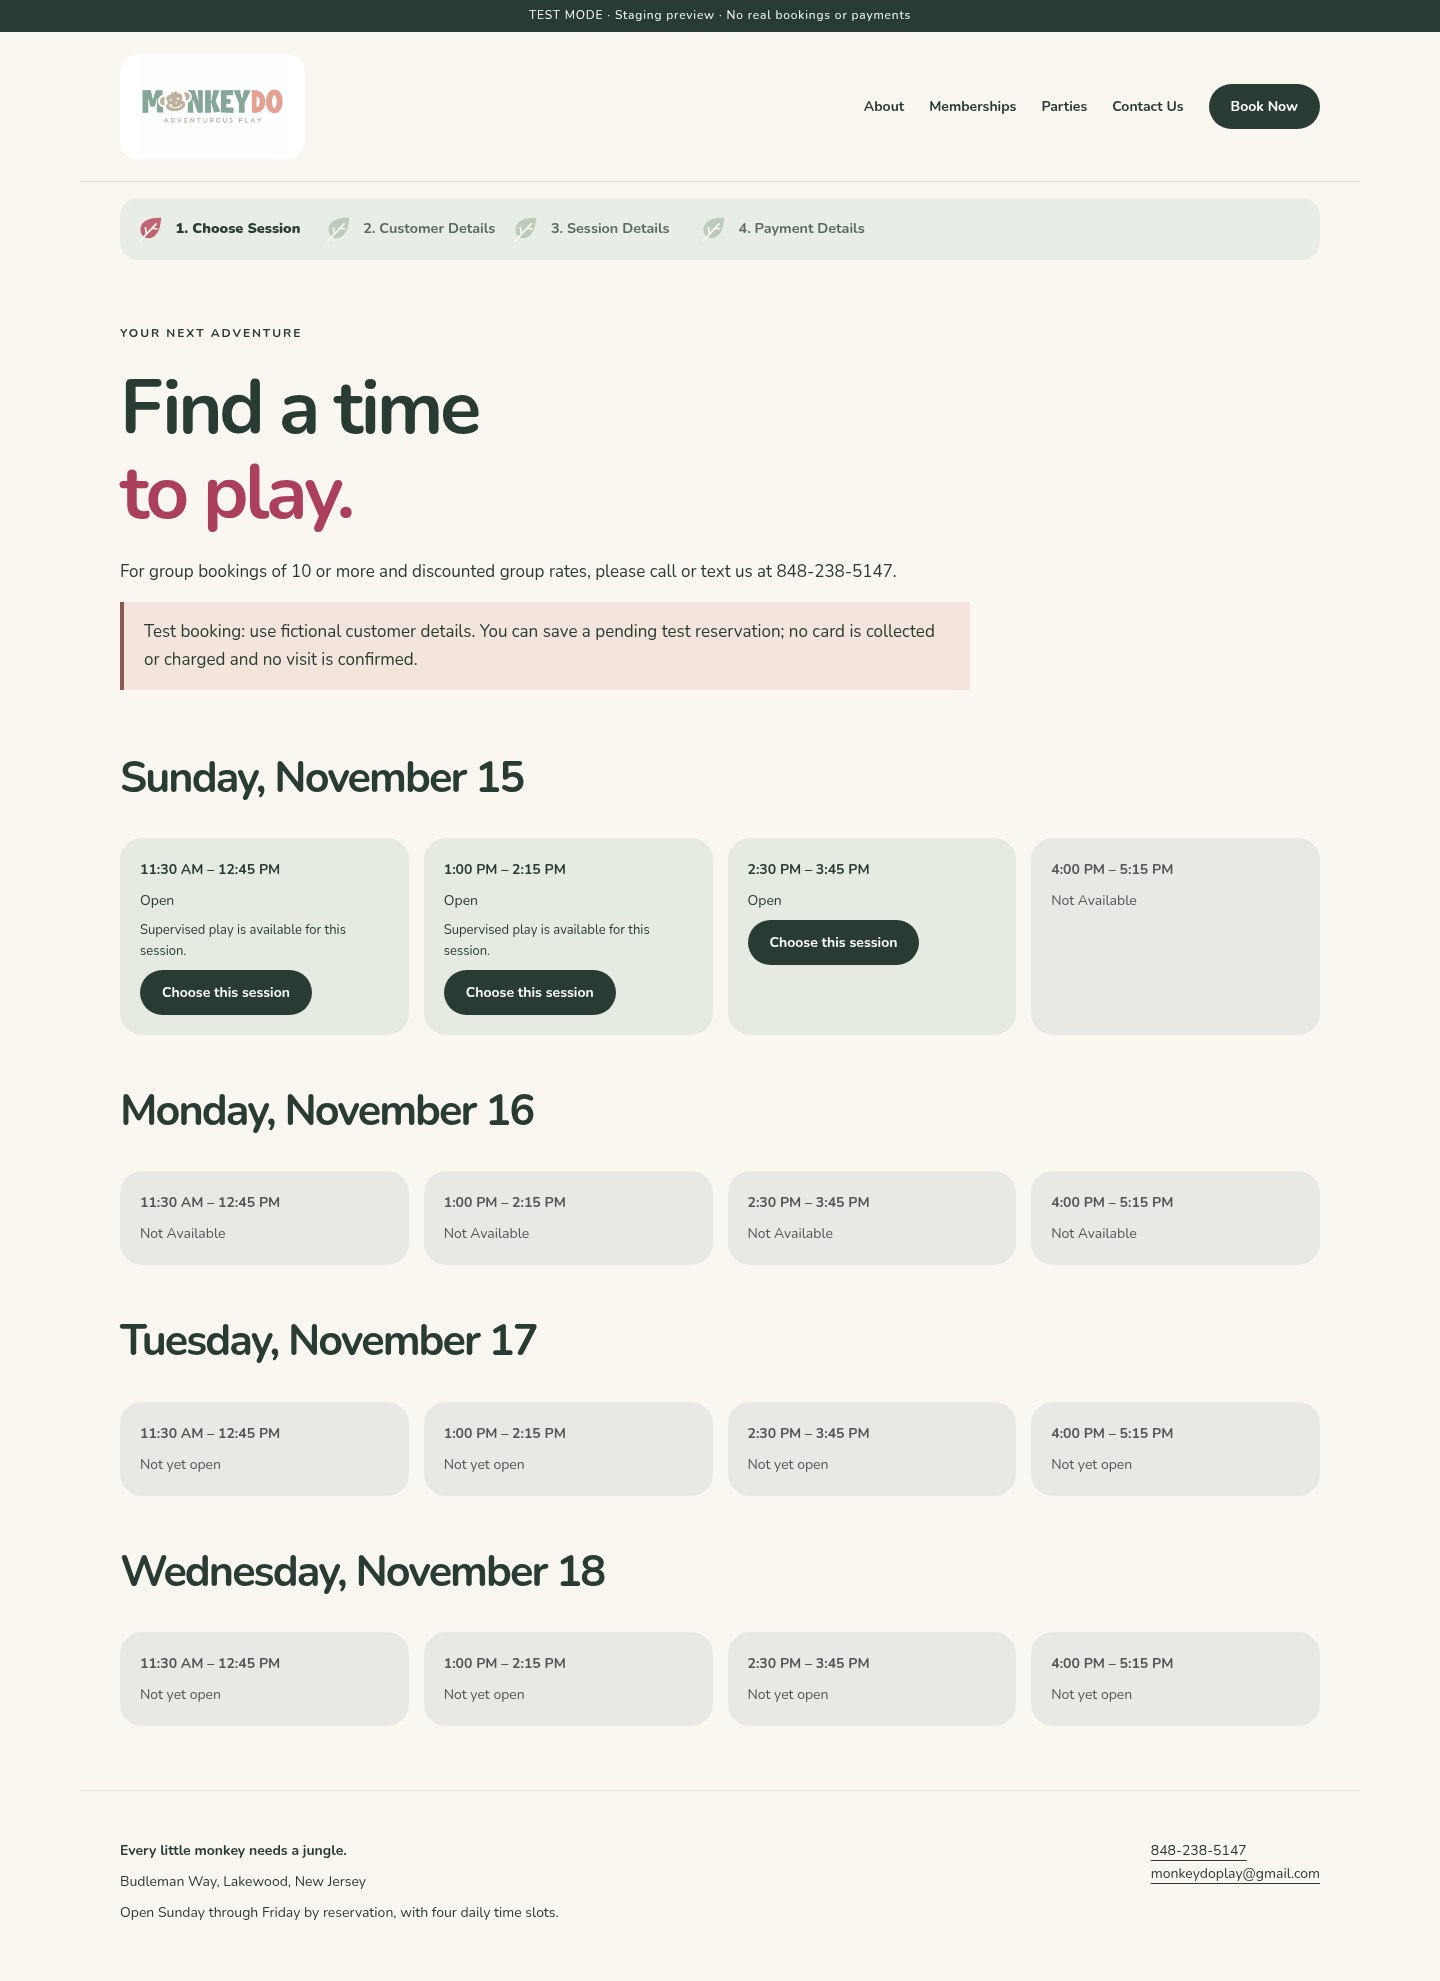 TEST MODE · Staging preview · No real bookings or payments
MONKEYDO
ADVENTUROUS PLAY
About Memberships Parties Contact Us Book Now
1. Choose Session 2. Customer Details 3. Session Details 4. Payment Details
YOUR NEXT ADVENTURE
Find a time
to play.
For group bookings of 10 or more and discounted group rates, please call or text us at 848-238-5147.
Test booking: use fictional customer details. You can save a pending test reservation; no card is collected
or charged and no visit is confirmed.
Sunday, November 15
11:30 AM – 12:45 PM
Open
Supervised play is available for this
session.
Choose this session
1:00 PM – 2:15 PM
Open
Supervised play is available for this
session.
Choose this session
2:30 PM – 3:45 PM
Open
Choose this session
4:00 PM – 5:15 PM
Not Available
Monday, November 16
11:30 AM – 12:45 PM
Not Available
1:00 PM – 2:15 PM
Not Available
2:30 PM – 3:45 PM
Not Available
4:00 PM – 5:15 PM
Not Available
Tuesday, November 17
11:30 AM – 12:45 PM
Not yet open
1:00 PM – 2:15 PM
Not yet open
2:30 PM – 3:45 PM
Not yet open
4:00 PM – 5:15 PM
Not yet open
Wednesday, November 18
11:30 AM – 12:45 PM
Not yet open
1:00 PM – 2:15 PM
Not yet open
2:30 PM – 3:45 PM
Not yet open
4:00 PM – 5:15 PM
Not yet open
Every little monkey needs a jungle.
Budleman Way, Lakewood, New Jersey
Open Sunday through Friday by reservation, with four daily time slots.
848-238-5147
monkeydoplay@gmail.com